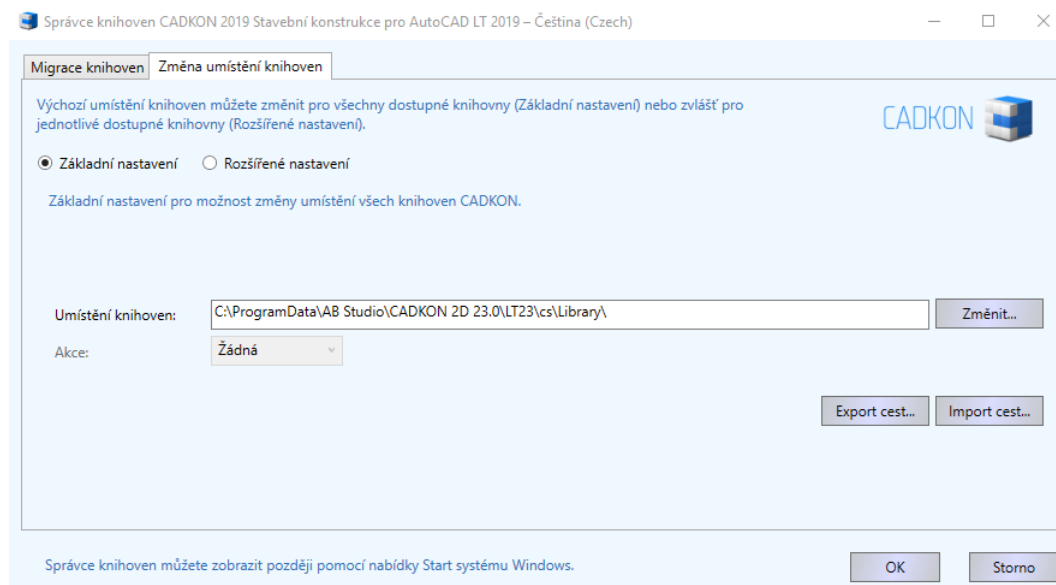 Správce knihoven CADKON 2019 Stavební konstrukce pro AutoCAD LT 2019 – Čeština (Czech)
Migrace knihoven
Změna umístění knihoven
Výchozí umístění knihoven můžete změnit pro všechny dostupné knihovny (Základní nastavení) nebo zvlášť pro
jednotlivé dostupné knihovny (Rozšířené nastavení).
CADKON
Základní nastavení
Rozšířené nastavení
Základní nastavení pro možnost změny umístění všech knihoven CADKON.
Umístění knihoven:
C:\ProgramData\AB Studio\CADKON 2D 23.0\LT23\cs\Library\
Změnit...
Akce:
Žádná
Export cest...
Import cest...
Správce knihoven můžete zobrazit později pomocí nabídky Start systému Windows.
OK
Storno